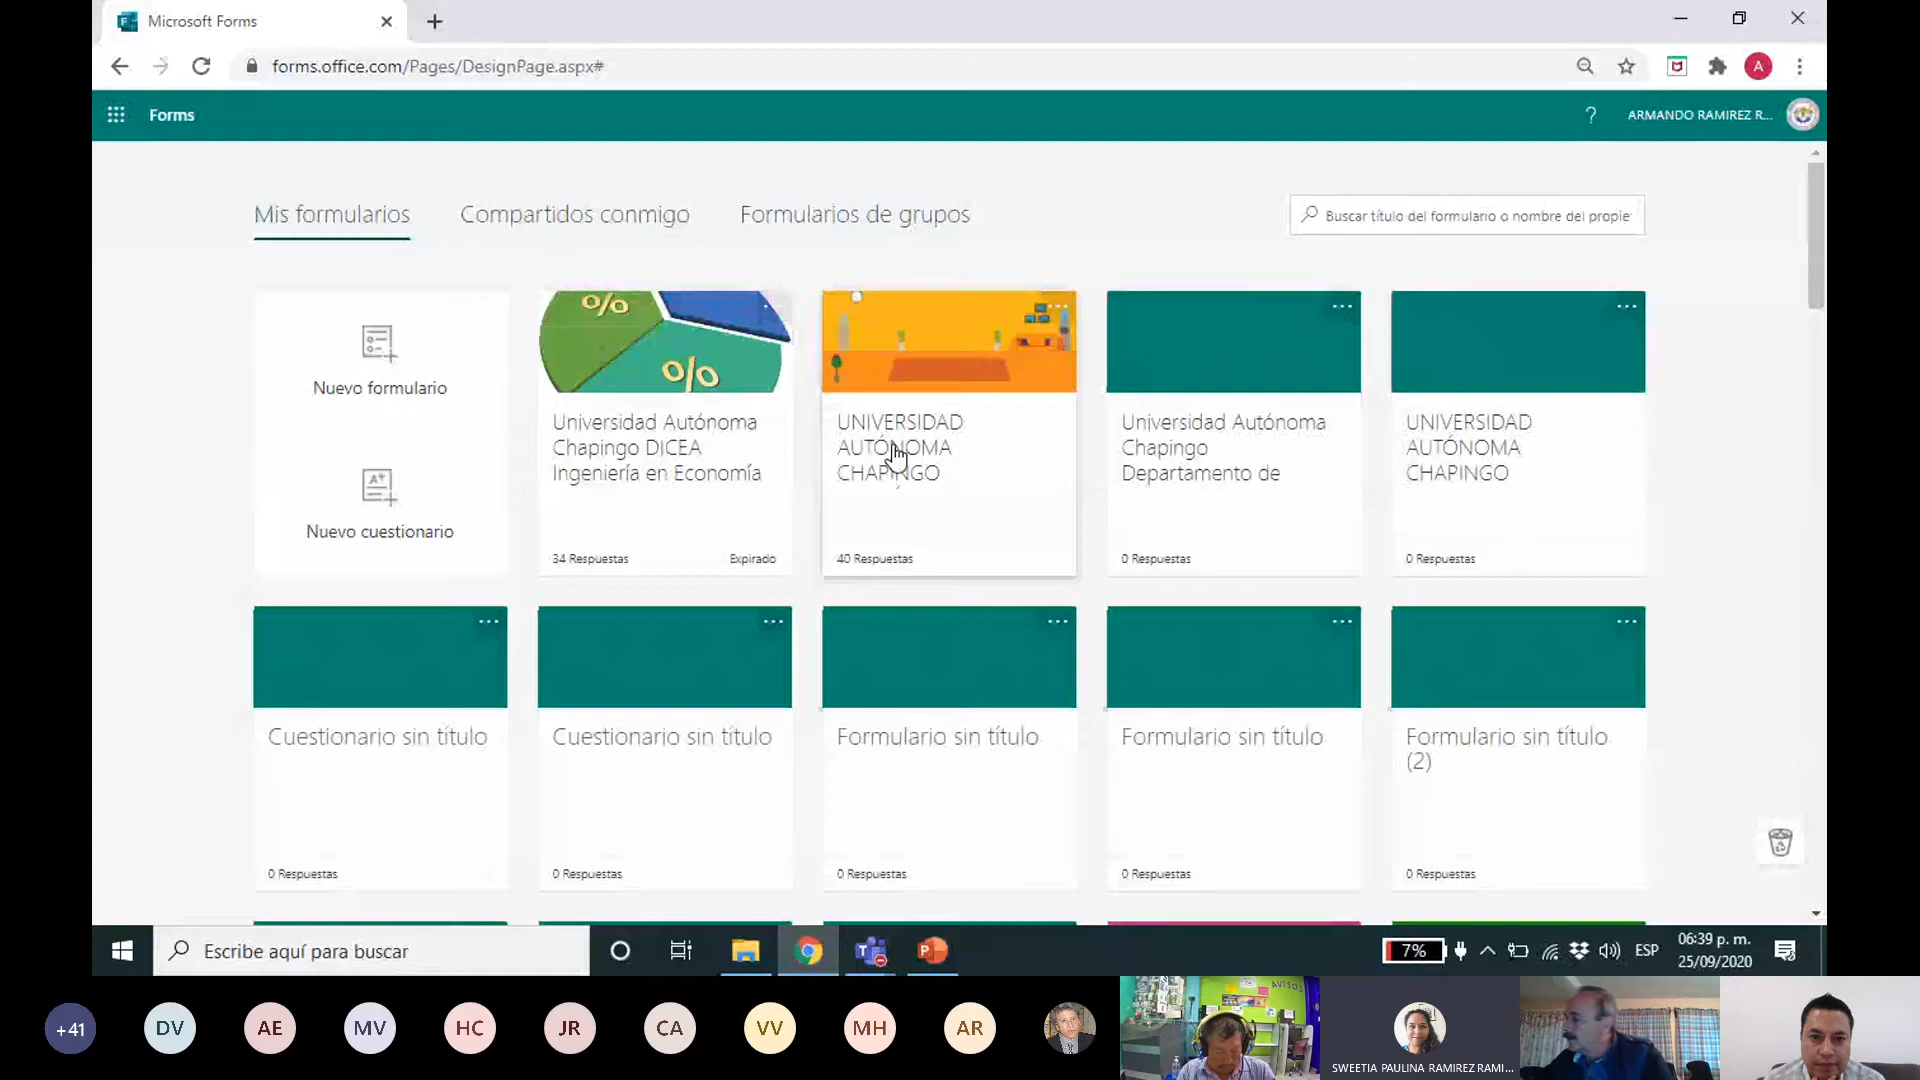 Microsoft Forms
forms.office.com/Pages/DesignPage.aspx#
A
Forms
?
ARMANDO RAMIREZ R...
Mis formularios
Compartidos conmigo
Formularios de grupos
Buscar título del formulario o nombre del propie
Nuevo formulario
Nuevo cuestionario
%
%
Universidad Autónoma
Chapingo DICEA
Ingeniería en Economía
34 Respuestas
Expirado
UNIVERSIDAD
AUTÓNOMA
CHAPINGO
40 Respuestas
Universidad Autónoma
Chapingo
Departamento de
0 Respuestas
UNIVERSIDAD
AUTÓNOMA
CHAPINGO
0 Respuestas
Cuestionario sin título
0 Respuestas
Cuestionario sin título
0 Respuestas
Formulario sin título
0 Respuestas
Formulario sin título
0 Respuestas
Formulario sin título
(2)
0 Respuestas
Escribe aquí para buscar
7%
ESP
06:39 p. m.
25/09/2020
+41
DV
AE
MV
HC
JR
CA
VV
MH
AR
AVISOS
SWEETIA PAULINA RAMIREZ RAMI...